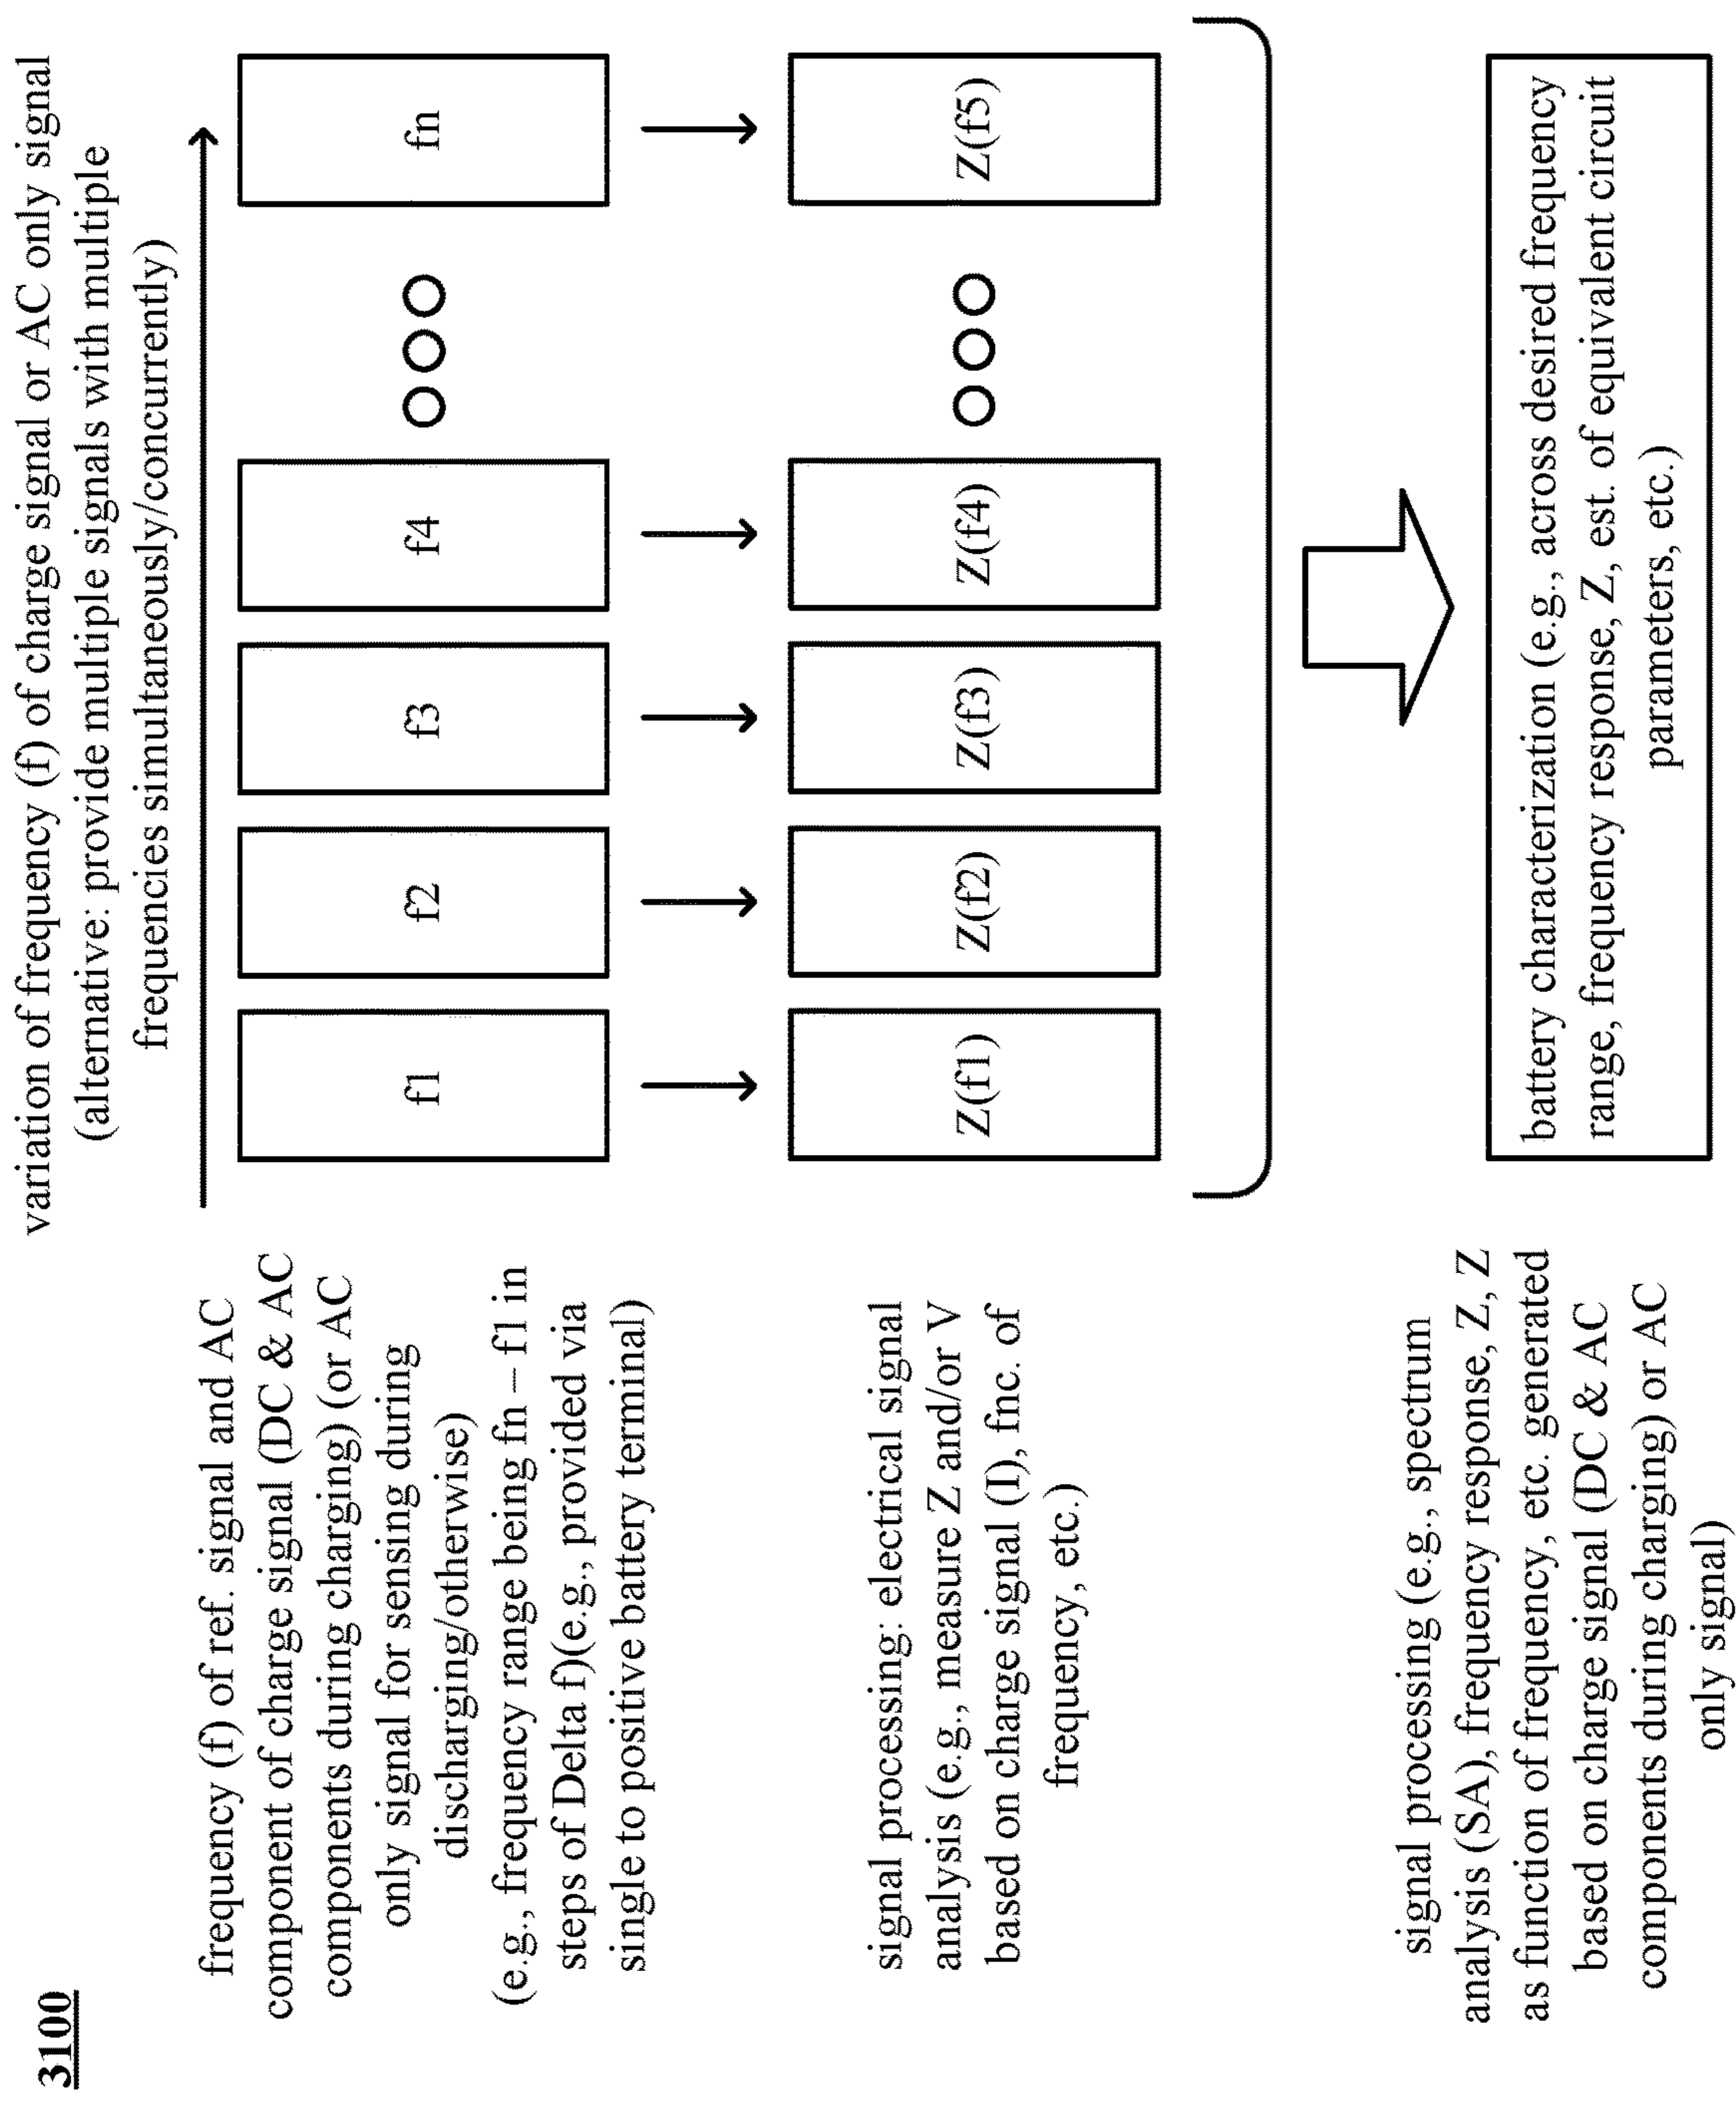 3100
variation of frequency (f) of charge signal or AC only signal
(alternative: provide multiple signals with multiple
frequencies simultaneously/concurrently)
frequency (f) of ref. signal and AC
component of charge signal (DC & AC
components during charging) (or AC
only signal for sensing during
discharging/otherwise)
(e.g., frequency range being fn – f1 in
steps of Delta f)(e.g., provided via
single to positive battery terminal)
f1
f2
f3
f4
fn
signal processing: electrical signal
analysis (e.g., measure Z and/or V
based on charge signal (I), fnc. of
frequency, etc.)
Z(f1)
Z(f2)
Z(f3)
Z(f4)
Z(f5)
signal processing (e.g., spectrum
analysis (SA), frequency response, Z, Z
as function of frequency, etc. generated
based on charge signal (DC & AC
components during charging) or AC
only signal)
battery characterization (e.g., across desired frequency
range, frequency response, Z, est. of equivalent circuit
parameters, etc.)